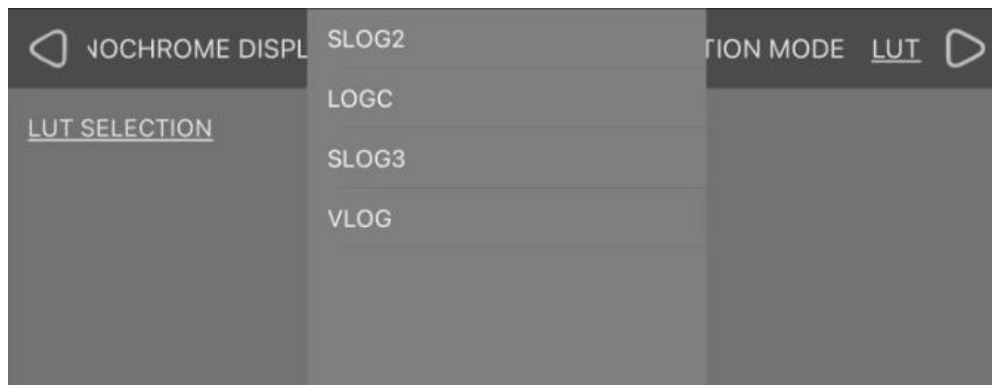 NOCHROME DISPL
TION MODE
LUT
LUT SELECTION
SLOG2
LOGC
SLOG3
VLOG